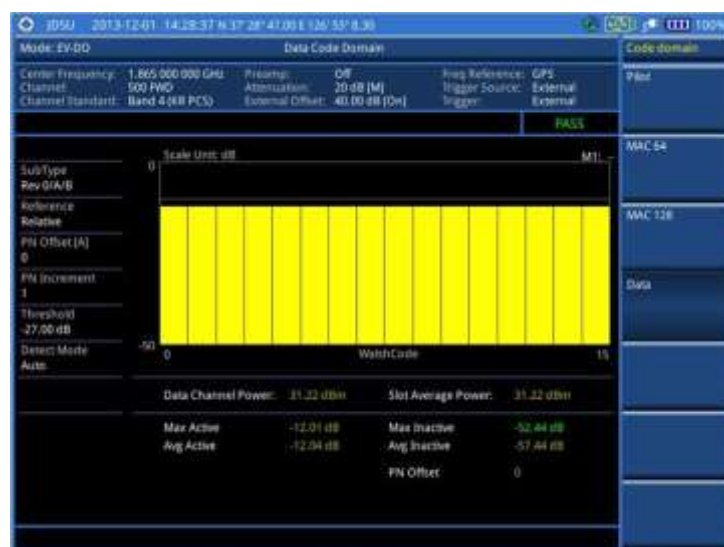 JDSU 2013-12-01 14:28:37 N 37° 28' 47.00 E 126° 53' 8.30 100%
Mode: EV-DO Data Code Domain Code domain
Center Frequency: 1.865 000 000 GHz Preamp: Off Freq Reference: GPS
Channel: 500 FWD Attenuation: 20 dB [M] Trigger Source: External
Channel Standard: Band 4 (KR PCS) External Offset: 40.00 dB [On] Trigger: External
Pilot
PASS
MAC 64
Scale Unit: dB M1: --
0
SubType
Rev 0/A/B
Reference
Relative
MAC 128
PN Offset [A]
0
PN Increment
1
Data
Threshold
-27.00 dB
Detect Mode
Auto
-50
0 WalshCode 15
Data Channel Power: 31.22 dBm Slot Average Power: 31.22 dBm
Max Active -12.01 dB Max Inactive -52.44 dB
Avg Active -12.04 dB Avg Inactive -57.44 dB
PN Offset 0